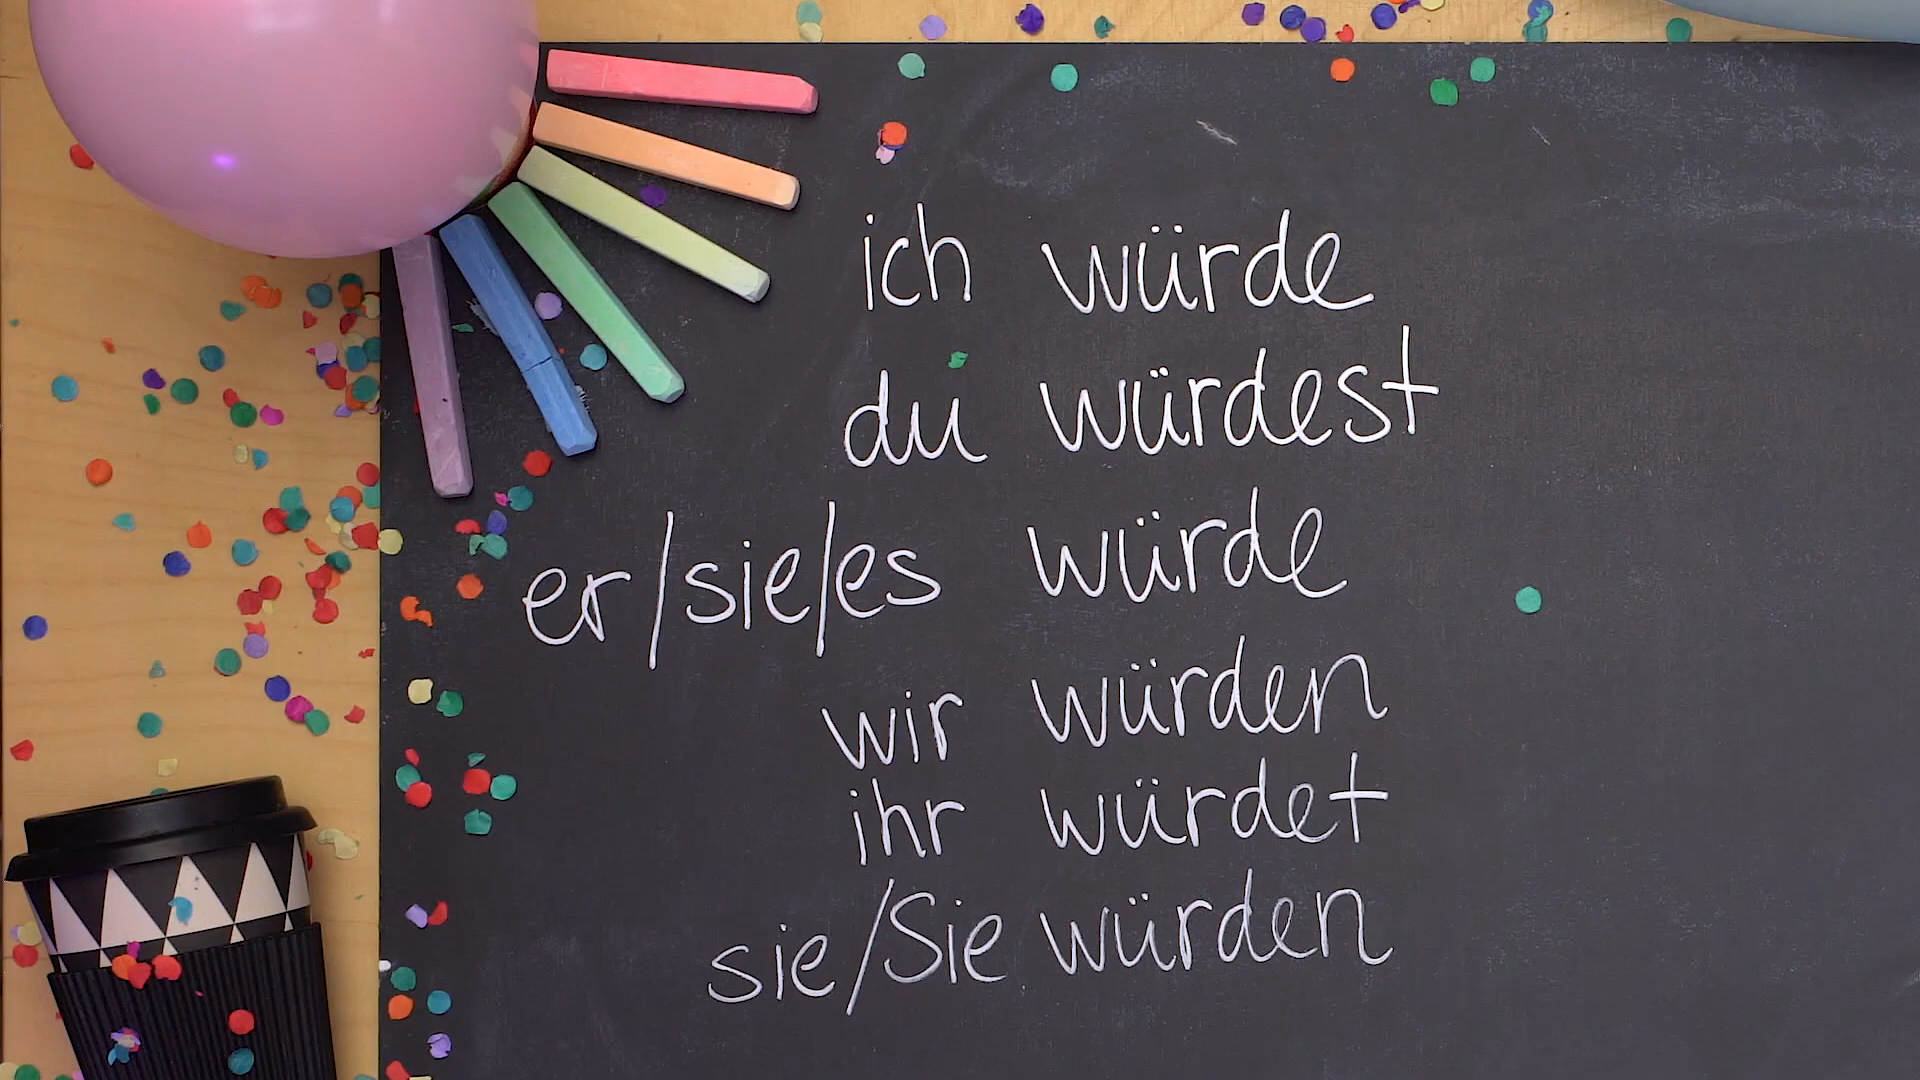 ich würde
du würdest
er/sie/es würde
wir würden
ihr würdet
sie/Sie würden